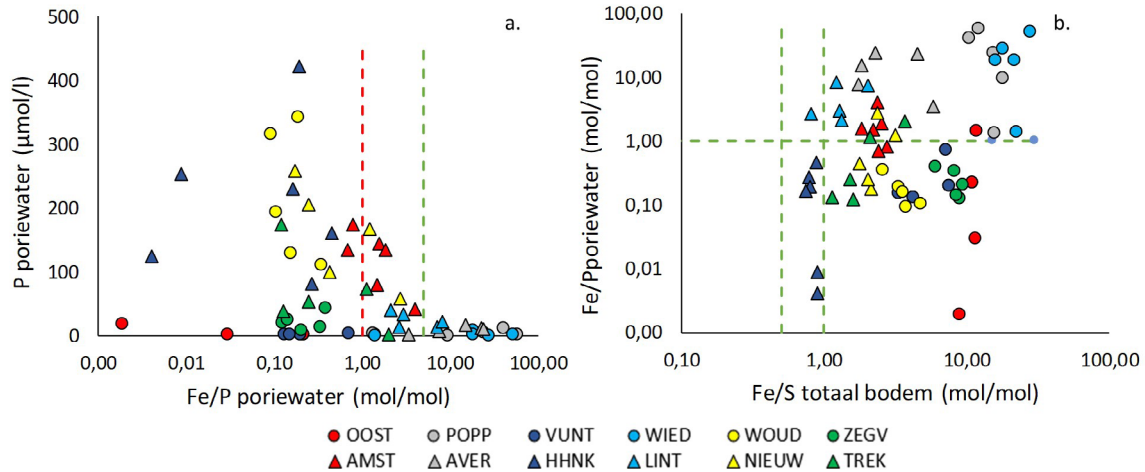 a.
P poriewater (µmol/l)
500
400
300
200
100
0
0,00 0,01 0,10 1,00 10,00 100,00
Fe/P poriewater (mol/mol)
b.
Fe/Pporiewater (mol/mol)
100,00
10,00
1,00
0,10
0,01
0,00
0,10 1,00 10,00 100,00
Fe/S totaal bodem (mol/mol)
OOST POPP VUNT WIED WOUD ZEGV
AMST AVER HHNK LINT NIEUW TREK